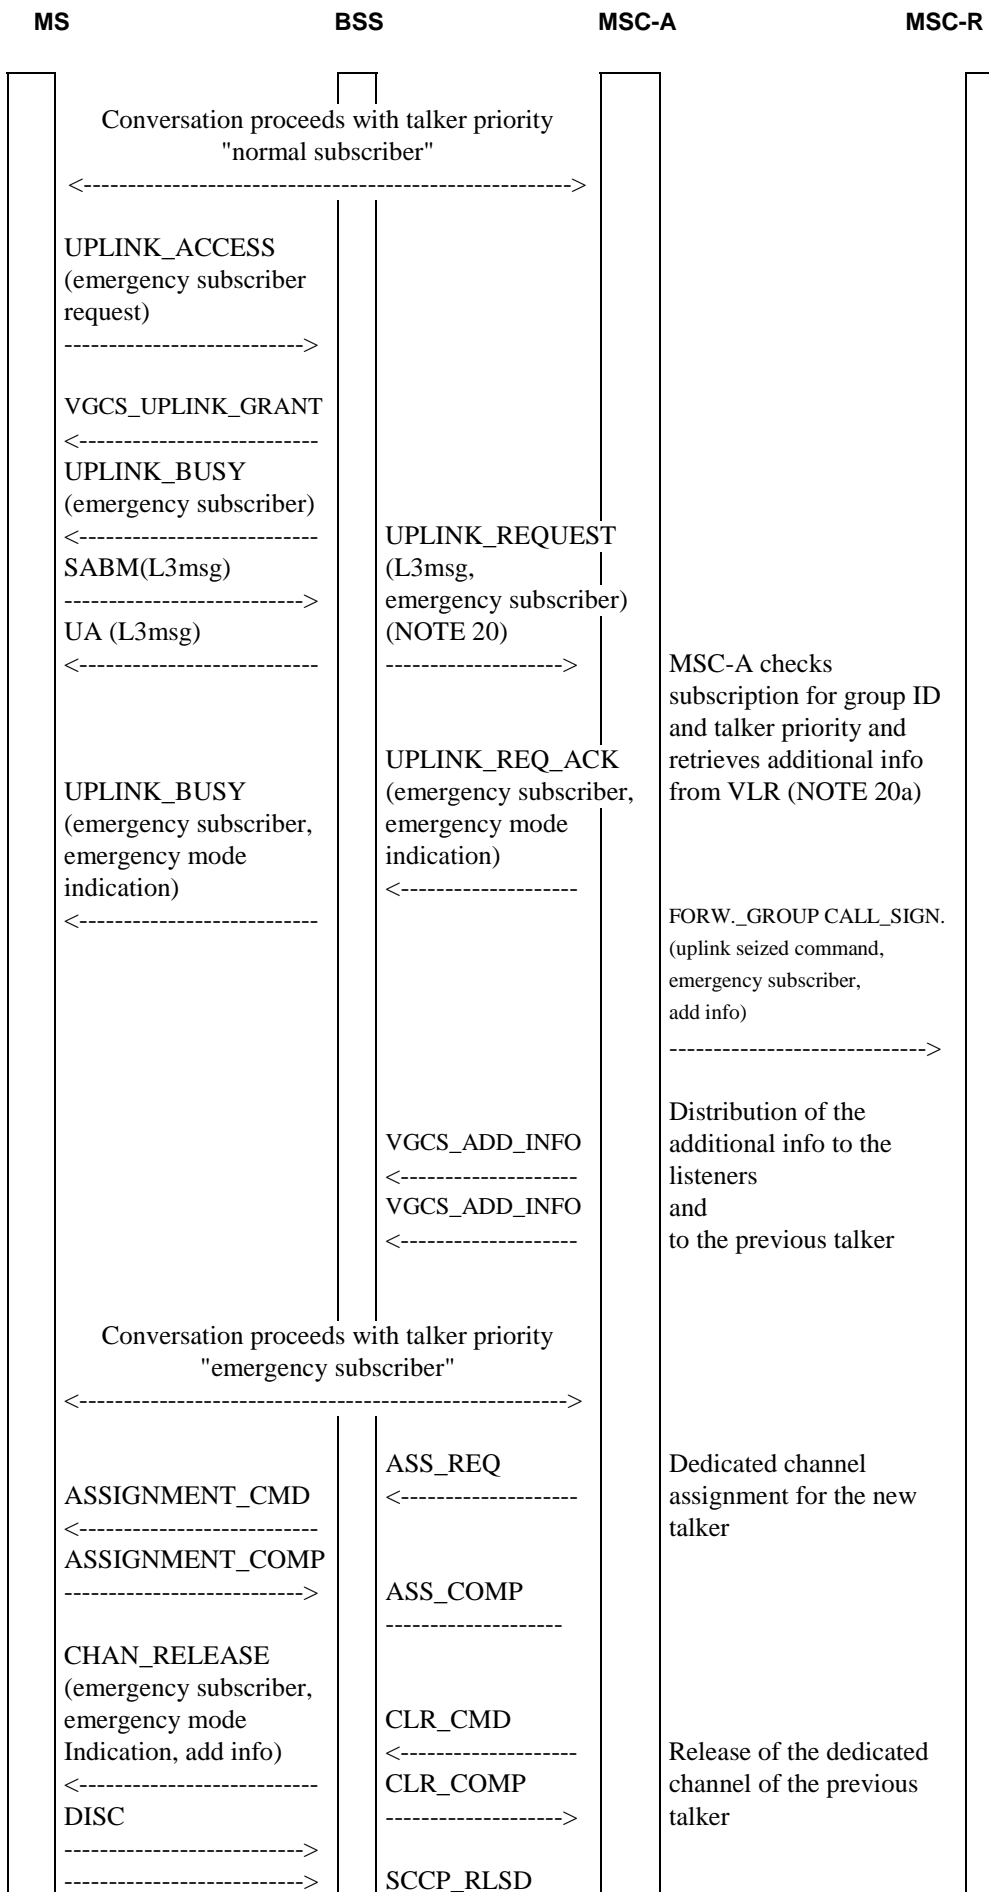 MS BSS MSC-A MSC-R
Conversation proceeds with talker priority
"normal subscriber"
<------------------------------------------------------->
UPLINK_ACCESS
(emergency subscriber
request)
--------------------------->
VGCS_UPLINK_GRANT
<---------------------------
UPLINK_BUSY
(emergency subscriber)
<---------------------------
SABM(L3msg)
--------------------------->
UA (L3msg)
<---------------------------
UPLINK_REQUEST
(L3msg,
emergency subscriber)
(NOTE 20)
-------------------->
MSC-A checks
subscription for group ID
and talker priority and
retrieves additional info
from VLR (NOTE 20a)
UPLINK_REQ_ACK
(emergency subscriber,
emergency mode
indication)
<--------------------
UPLINK_BUSY
(emergency subscriber,
emergency mode
indication)
<---------------------------
FORW._GROUP CALL_SIGN.
(uplink seized command,
emergency subscriber,
add info)
----------------------------->
VGCS_ADD_INFO
<--------------------
VGCS_ADD_INFO
<--------------------
Distribution of the
additional info to the
listeners
and
to the previous talker
Conversation proceeds with talker priority
"emergency subscriber"
<------------------------------------------------------->
ASS_REQ
<--------------------
Dedicated channel
assignment for the new
talker
ASSIGNMENT_CMD
<---------------------------
ASSIGNMENT_COMP
--------------------------->
ASS_COMP
--------------------
CHAN_RELEASE
(emergency subscriber,
emergency mode
Indication, add info)
<---------------------------
DISC
--------------------------->
--------------------------->
CLR_CMD
<--------------------
CLR_COMP
-------------------->
Release of the dedicated
channel of the previous
talker
SCCP_RLSD